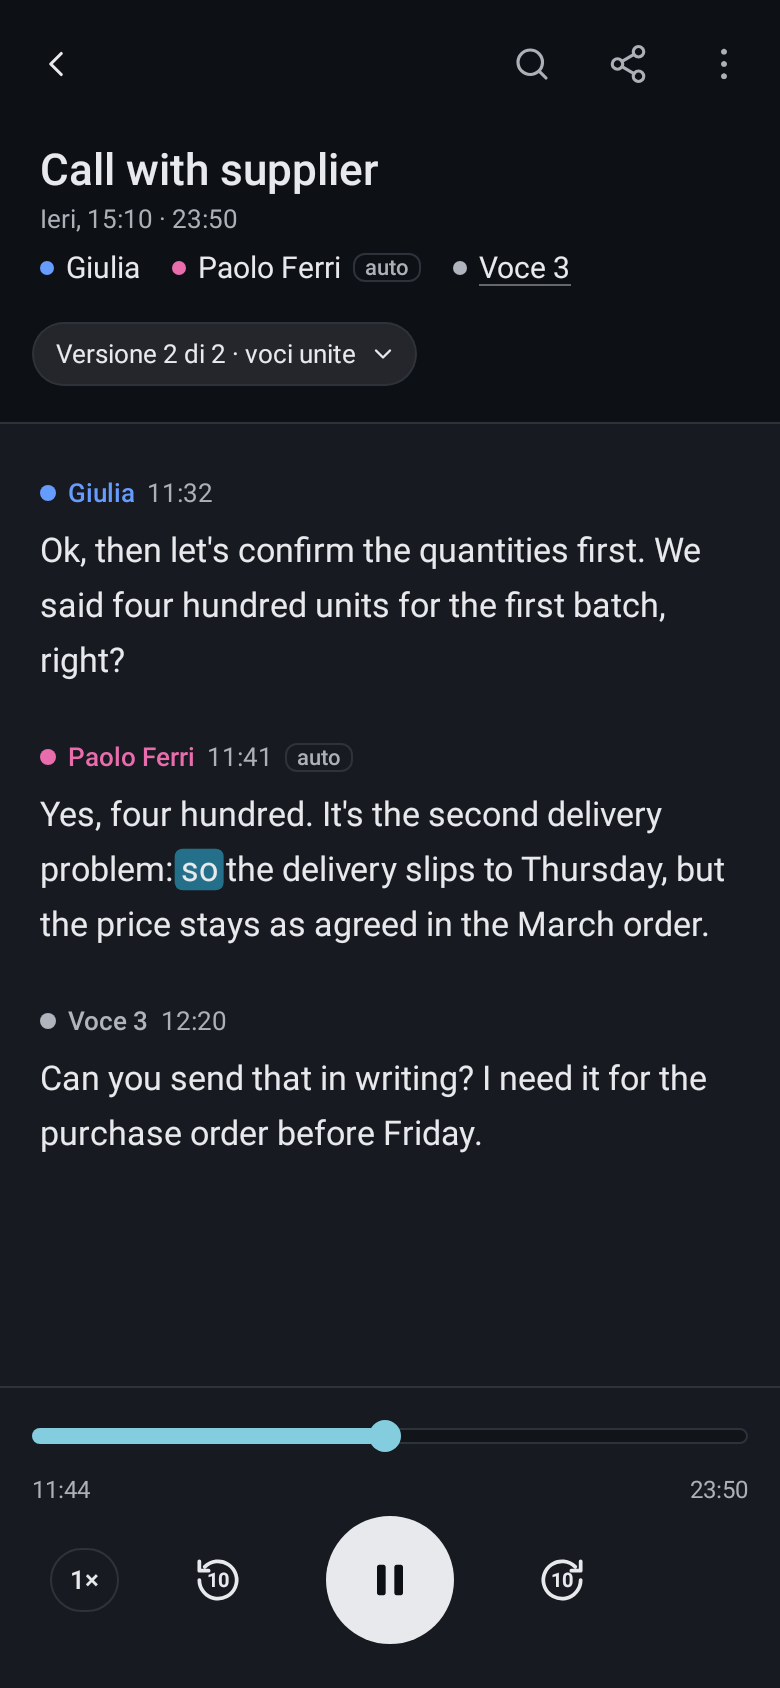 Call with supplier
Ieri, 15:10 · 23:50
Giulia Paolo Ferri auto Voce 3
Versione 2 di 2 · voci unite
Giulia 11:32
Ok, then let's confirm the quantities first. We
said four hundred units for the first batch,
right?
Paolo Ferri 11:41 auto
Yes, four hundred. It's the second delivery
problem: so the delivery slips to Thursday, but
the price stays as agreed in the March order.
Voce 3 12:20
Can you send that in writing? I need it for the
purchase order before Friday.
11:44 23:50
1× 10 10